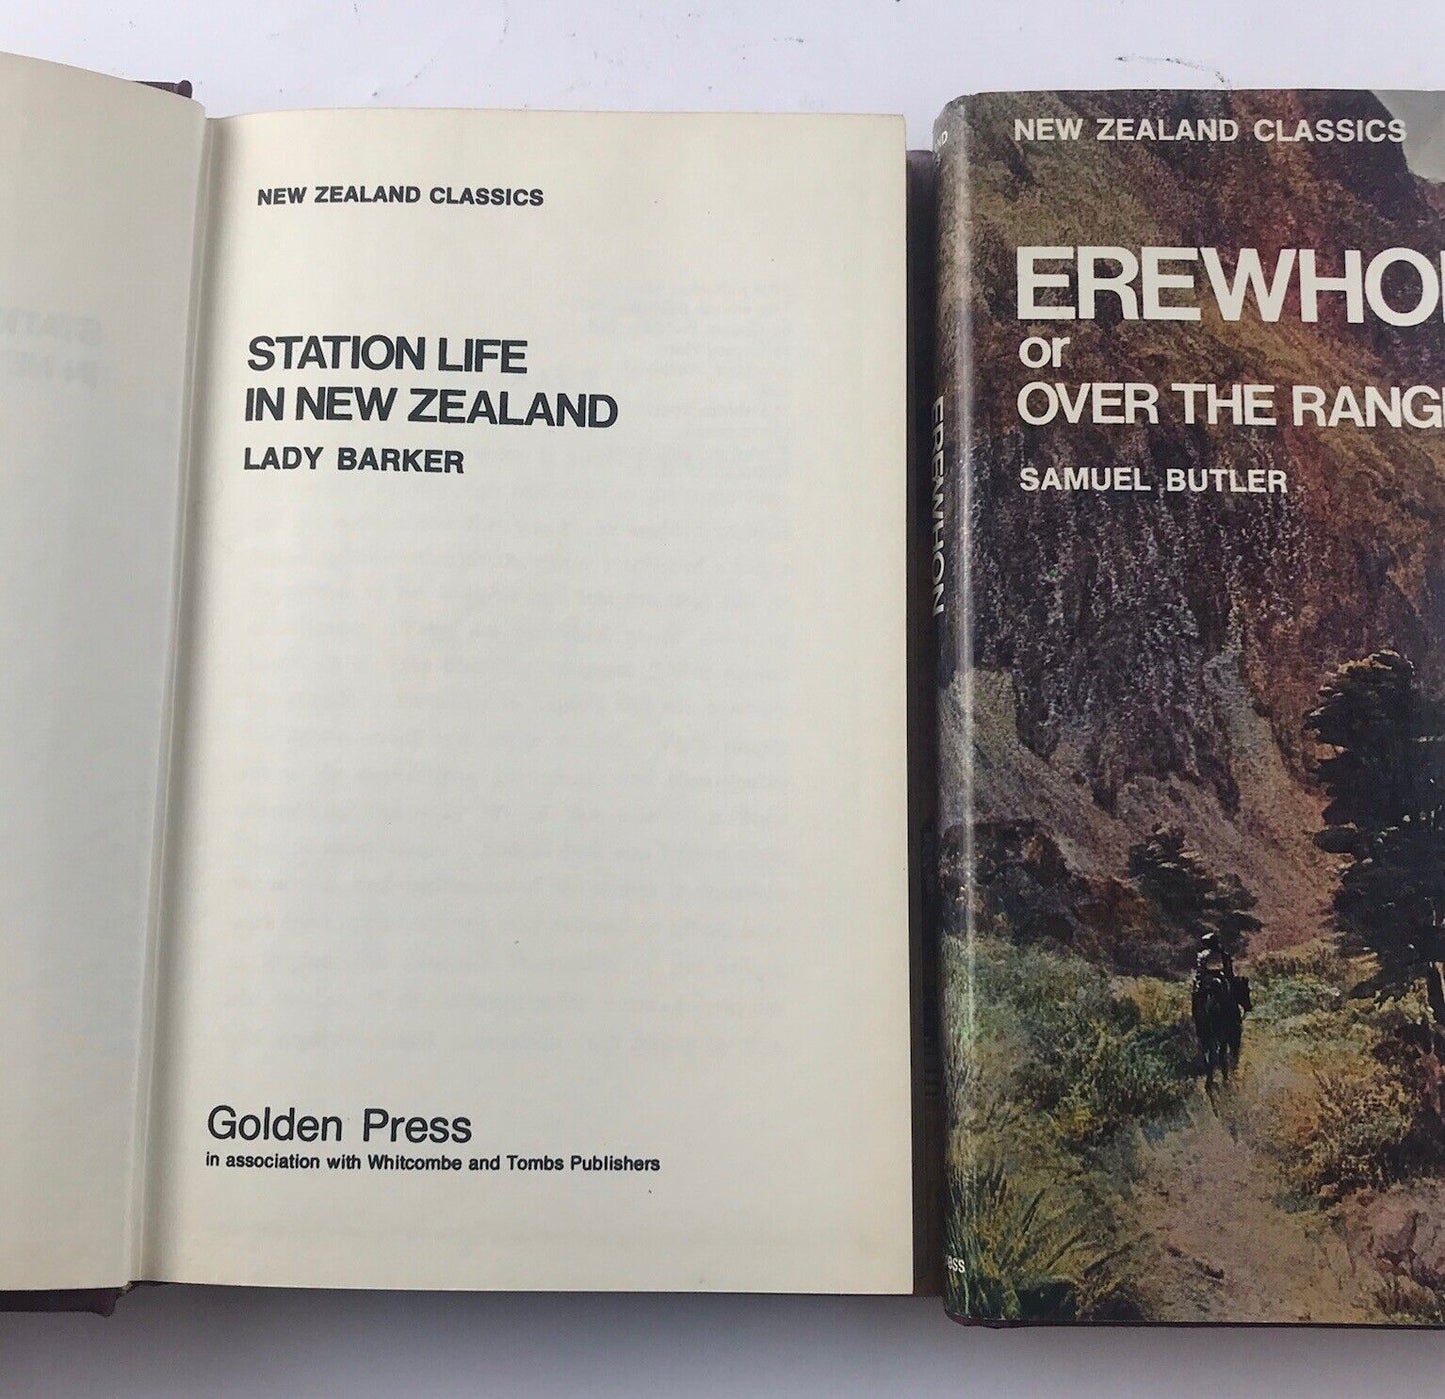 NEW ZEALAND CLASSICS
STATION LIFE
IN NEW ZEALAND
LADY BARKER
Golden Press
in association with Whitcombe and Tombs Publishers
NEW ZEALAND CLASSICS
EREWHO
or
OVER THE RANG
SAMUEL BUTLER
EREWHON